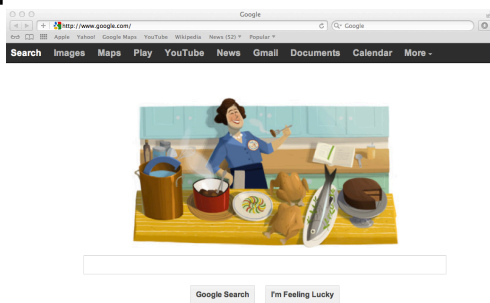 Google
http://www.google.com/
Google
Apple Yahoo! Google Maps YouTube Wikipedia News (52) Popular
Search Images Maps Play YouTube News Gmail Documents Calendar More
Google Search I'm Feeling Lucky